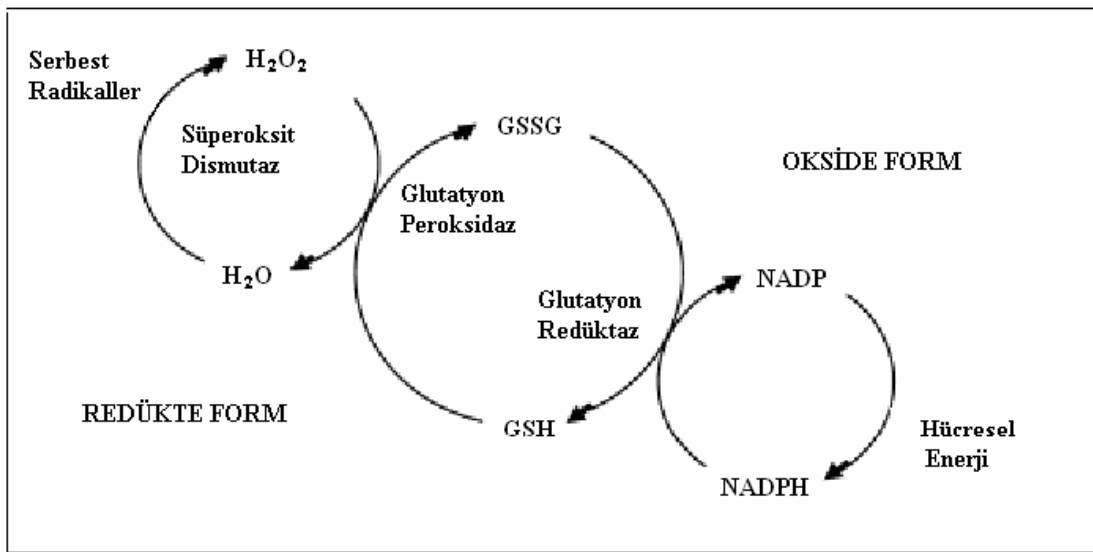 Serbest
Radikaller
H₂O₂
Süperoksit
Dismutaz
GSSG
OKSİDE FORM
Glutatyon
Peroksidaz
H₂O
NADP
Glutatyon
Redüktaz
REDÜKTE FORM
GSH
Hücresel
Enerji
NADPH